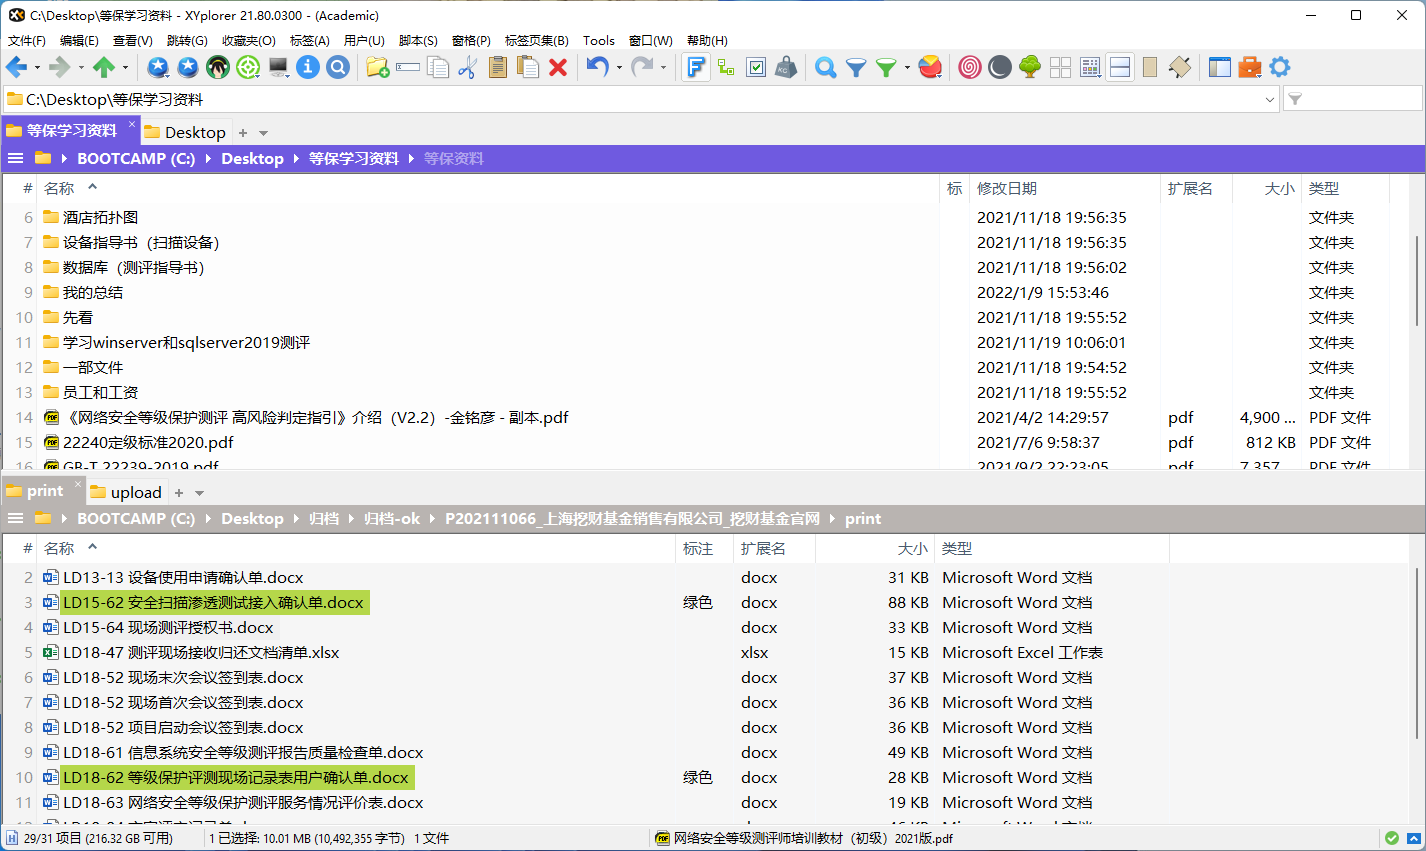 C:\Desktop\等保学习资料 - XYplorer 21.80.0300 - (Academic)
文件(F) 编辑(E) 查看(V) 跳转(G) 收藏夹(O) 标签(A) 用户(U) 脚本(S) 窗格(P) 标签页集(B) Tools 窗口(W) 帮助(H)
C:\Desktop\等保学习资料
等保学习资料 Desktop
BOOTCAMP (C:) Desktop 等保学习资料 等保资料
# 名称 标 修改日期 扩展名 大小 类型
6 酒店拓扑图 2021/11/18 19:56:35 文件夹
7 设备指导书（扫描设备） 2021/11/18 19:56:35 文件夹
8 数据库（测评指导书） 2021/11/18 19:56:02 文件夹
9 我的总结 2022/1/9 15:53:46 文件夹
10 先看 2021/11/18 19:55:52 文件夹
11 学习winserver和sqlserver2019测评 2021/11/19 10:06:01 文件夹
12 一部文件 2021/11/18 19:54:52 文件夹
13 员工和工资 2021/11/18 19:55:52 文件夹
14 《网络安全等级保护测评 高风险判定指引》介绍（V2.2）-金铭彦 - 副本.pdf 2021/4/2 14:29:57 pdf 4,900 ... PDF 文件
15 22240定级标准2020.pdf 2021/7/6 9:58:37 pdf 812 KB PDF 文件
16 GB-T 22239-2019.pdf 2021/9/2 22:23:05 pdf 7,357 ... PDF 文件
print upload
BOOTCAMP (C:) Desktop 归档 归档-ok P202111066_上海挖财基金销售有限公司_挖财基金官网 print
# 名称 标注 扩展名 大小 类型
2 LD13-13 设备使用申请确认单.docx docx 31 KB Microsoft Word 文档
3 LD15-62 安全扫描渗透测试接入确认单.docx 绿色 docx 88 KB Microsoft Word 文档
4 LD15-64 现场测评授权书.docx docx 33 KB Microsoft Word 文档
5 LD18-47 测评现场接收归还文档清单.xlsx xlsx 15 KB Microsoft Excel 工作表
6 LD18-52 现场末次会议签到表.docx docx 37 KB Microsoft Word 文档
7 LD18-52 现场首次会议签到表.docx docx 36 KB Microsoft Word 文档
8 LD18-52 项目启动会议签到表.docx docx 36 KB Microsoft Word 文档
9 LD18-61 信息系统安全等级测评报告质量检查单.docx docx 49 KB Microsoft Word 文档
10 LD18-62 等级保护评测现场记录表用户确认单.docx 绿色 docx 28 KB Microsoft Word 文档
11 LD18-63 网络安全等级保护测评服务情况评价表.docx docx 19 KB Microsoft Word 文档
29/31 项目 (216.32 GB 可用) 1 已选择: 10.01 MB (10,492,355 字节) 1 文件 网络安全等级测评师培训教材（初级）2021版.pdf